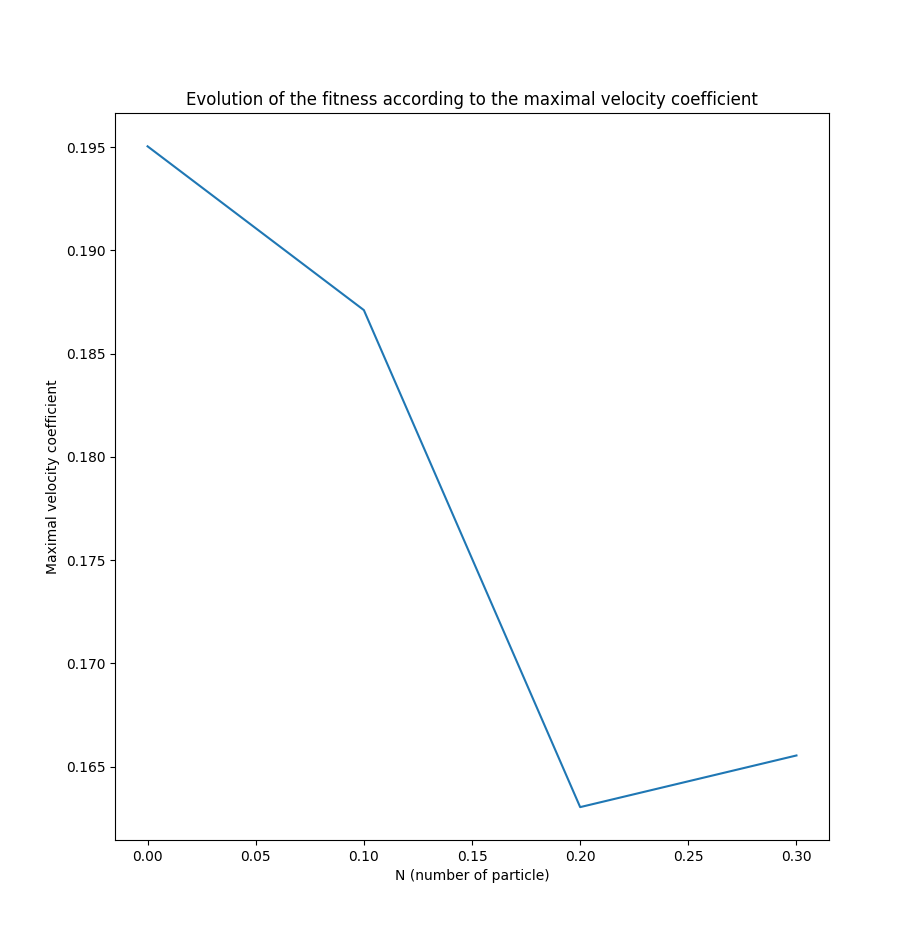 Evolution of the fitness according to the maximal velocity coefficient
0.195
0.190
0.185
0.180
0.175
0.170
0.165
Maximal velocity coefficient
0.00 0.05 0.10 0.15 0.20 0.25 0.30
N (number of particle)